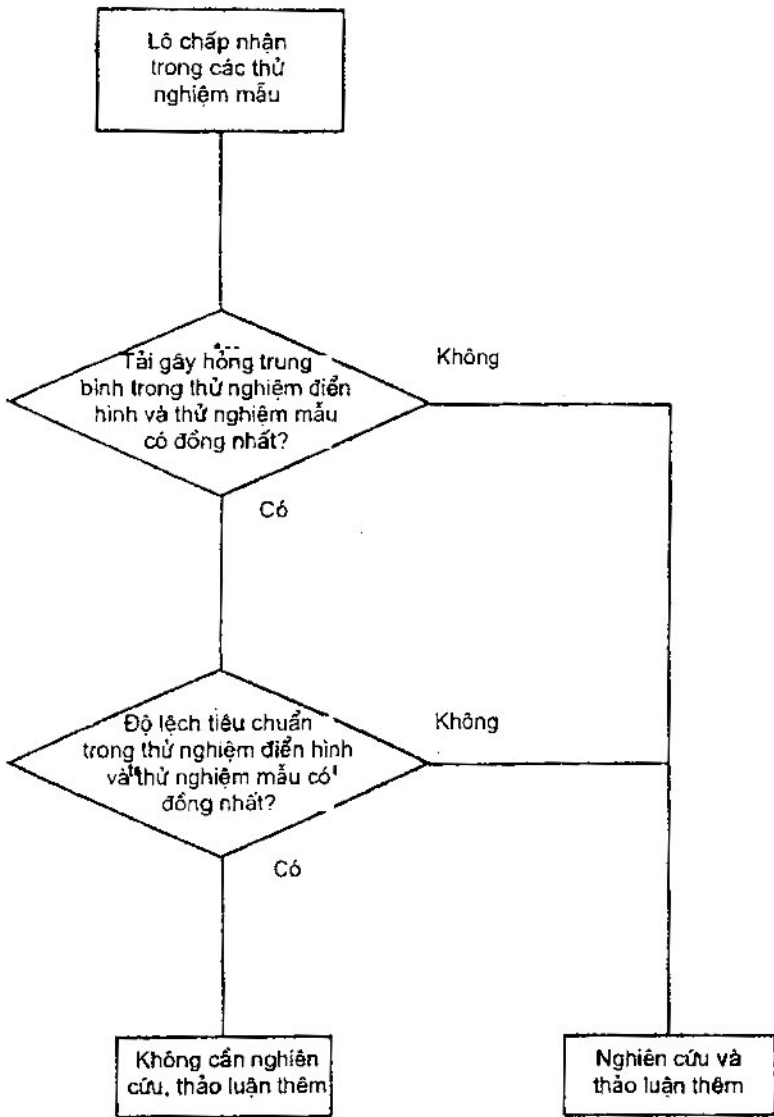 Lô chấp nhận
trong các thử
nghiệm mẫu
Tải gây hỏng trung
bình trong thử nghiệm điển
hình và thử nghiệm mẫu
có đồng nhất?
Không
Có
Độ lệch tiêu chuẩn
trong thử nghiệm điển hình
và thử nghiệm mẫu có
đồng nhất?
Không
Có
Không cần nghiên
cứu, thảo luận thêm
Nghiên cứu và
thảo luận thêm